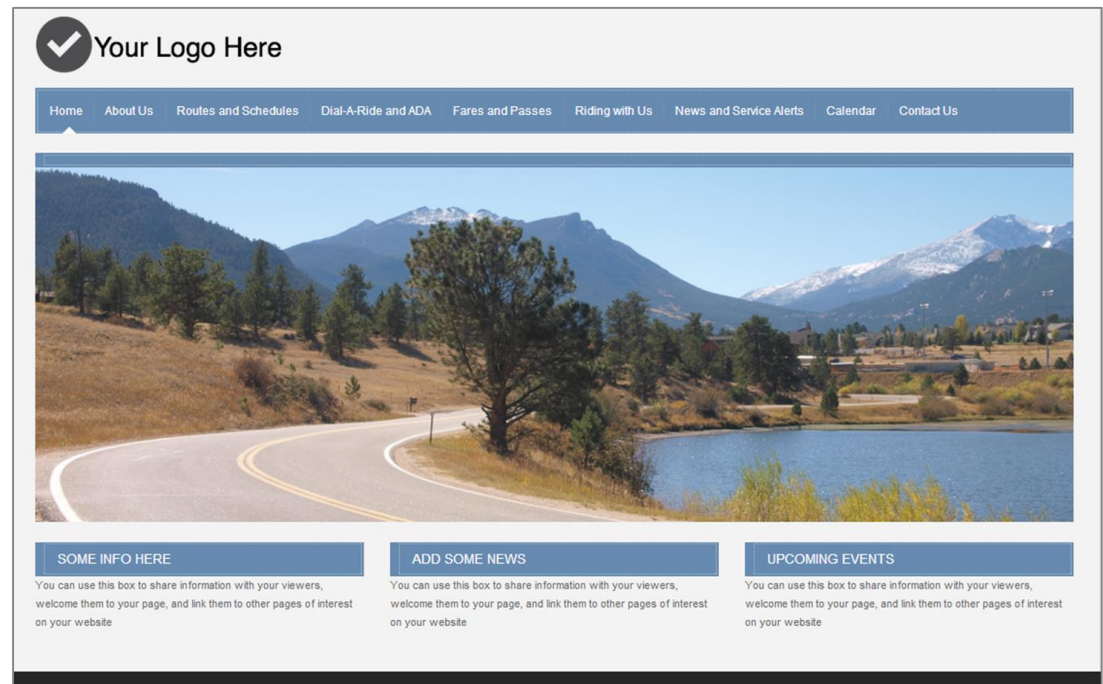 Your Logo Here
Home About Us Routes and Schedules Dial-A-Ride and ADA Fares and Passes Riding with Us News and Service Alerts Calendar Contact Us
SOME INFO HERE
You can use this box to share information with your viewers,
welcome them to your page, and link them to other pages of interest
on your website
ADD SOME NEWS
You can use this box to share information with your viewers,
welcome them to your page, and link them to other pages of interest
on your website
UPCOMING EVENTS
You can use this box to share information with your viewers,
welcome them to your page, and link them to other pages of interest
on your website